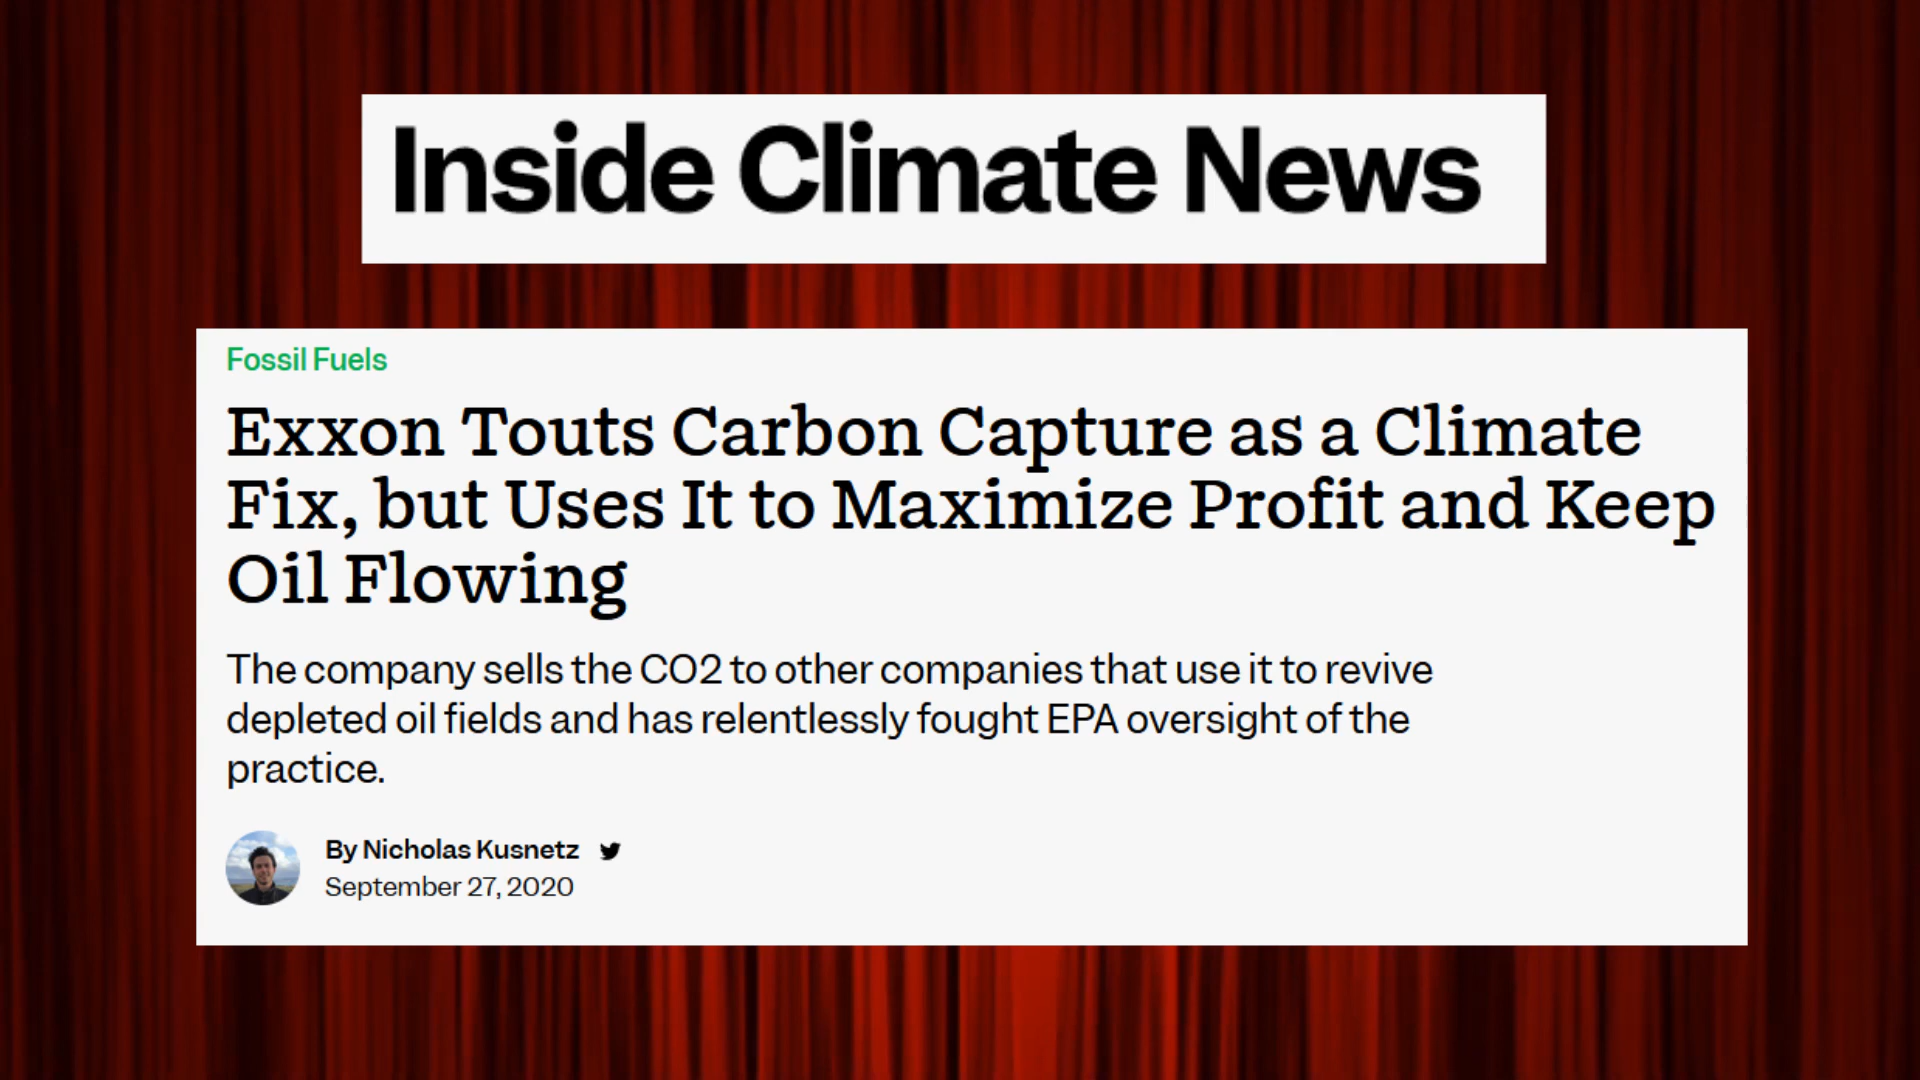 Inside Climate News
Fossil Fuels
Exxon Touts Carbon Capture as a Climate
Fix, but Uses It to Maximize Profit and Keep
Oil Flowing
The company sells the CO2 to other companies that use it to revive
depleted oil fields and has relentlessly fought EPA oversight of the
practice.
By Nicholas Kusnetz
September 27, 2020